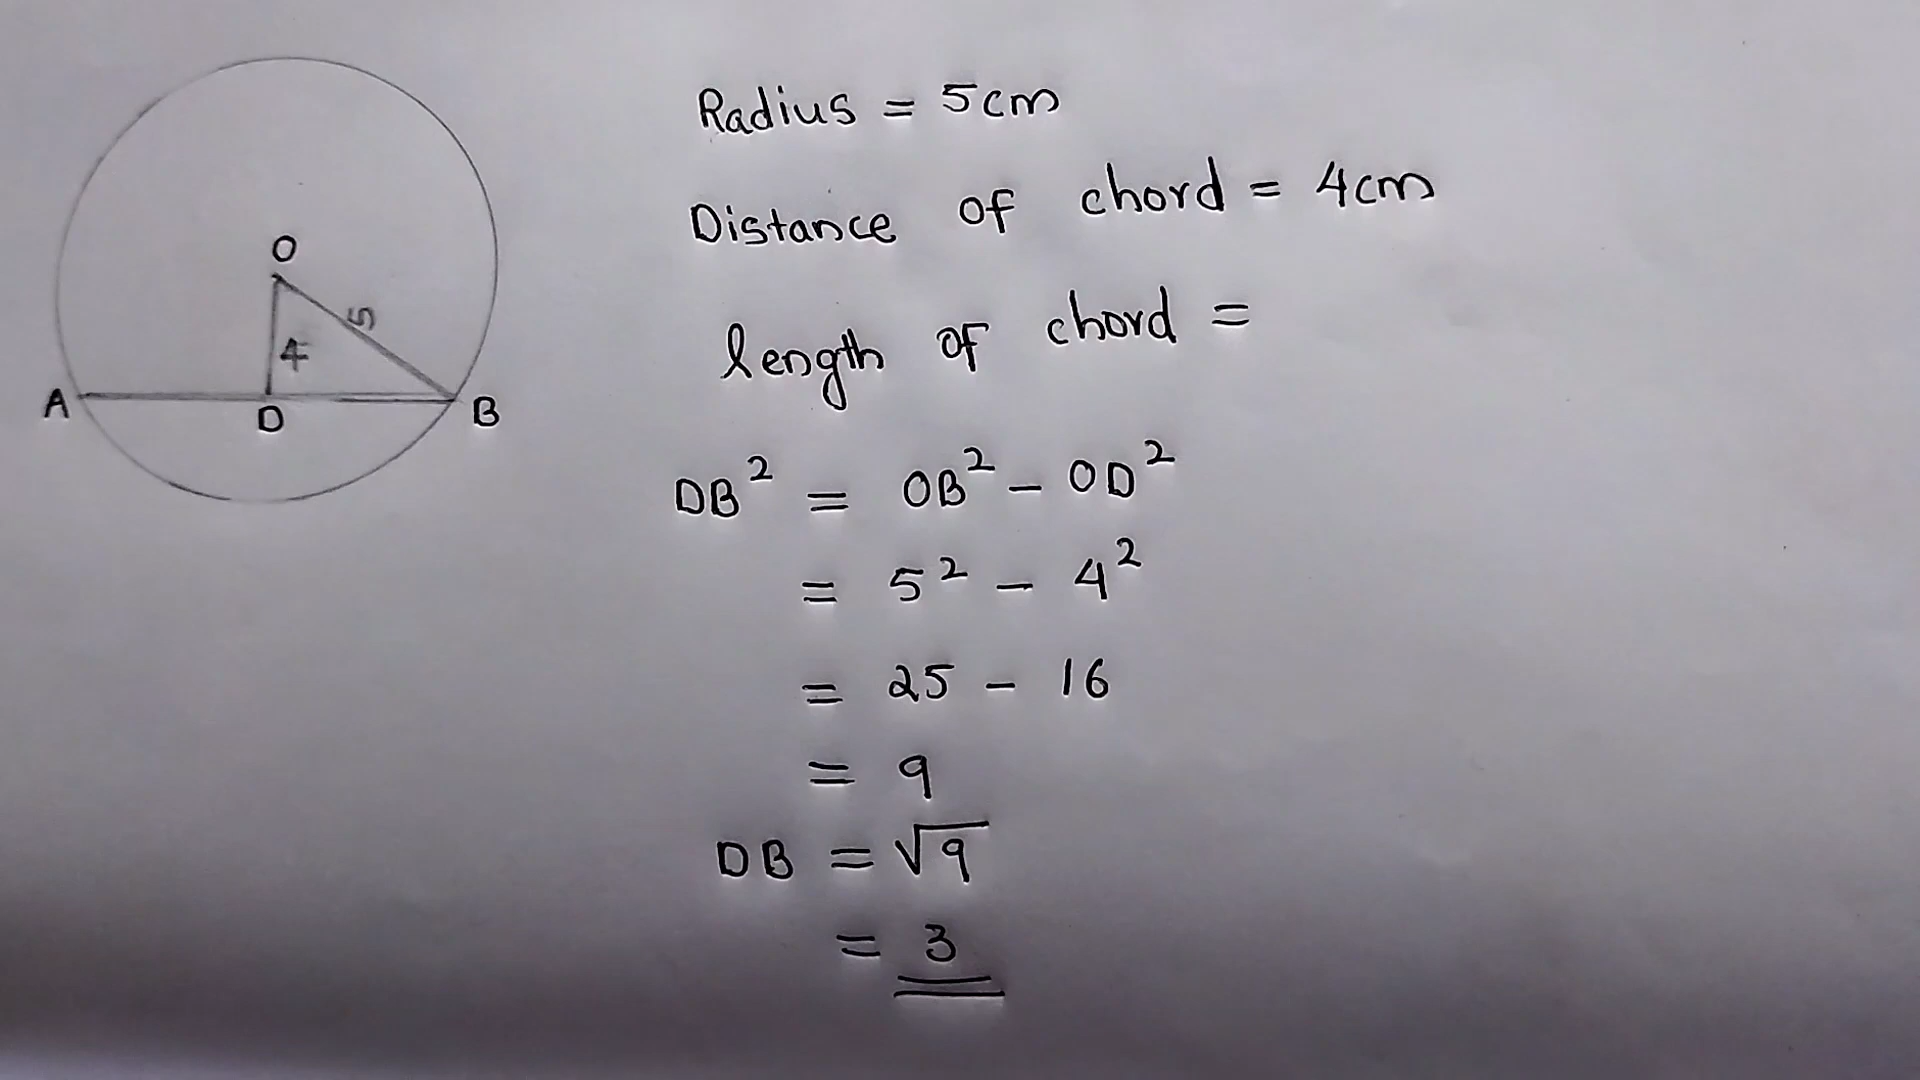 O
5
4
A
D
B
Radius = 5cm
Distance of chord = 4cm
length of chord =
DB² = OB² - OD²
= 5² - 4²
= 25 - 16
= 9
DB = √9
= 3